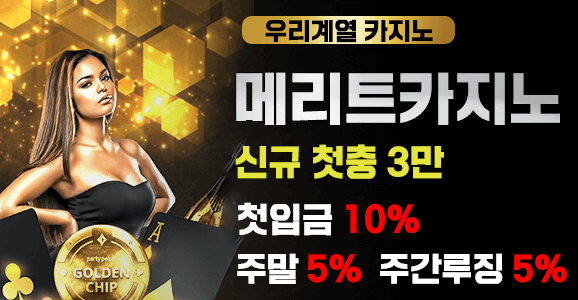 우리계열 카지노
메리트카지노
신규 첫충 3만
첫입금 10%
주말 5% 주간루징 5%
A
partypoker
GOLDEN
CHIP